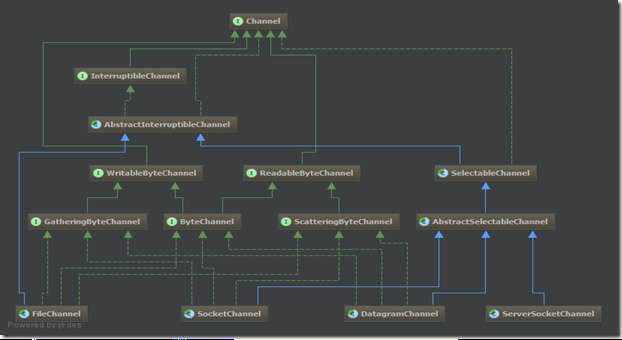 I Channel
I InterruptibleChannel
C AbstractInterruptibleChannel
I WritableByteChannel
I ReadableByteChannel
C SelectableChannel
I GatheringByteChannel
I ByteChannel
I ScatteringByteChannel
C AbstractSelectableChannel
C FileChannel
C SocketChannel
C DatagramChannel
C ServerSocketChannel
Powered by yFiles